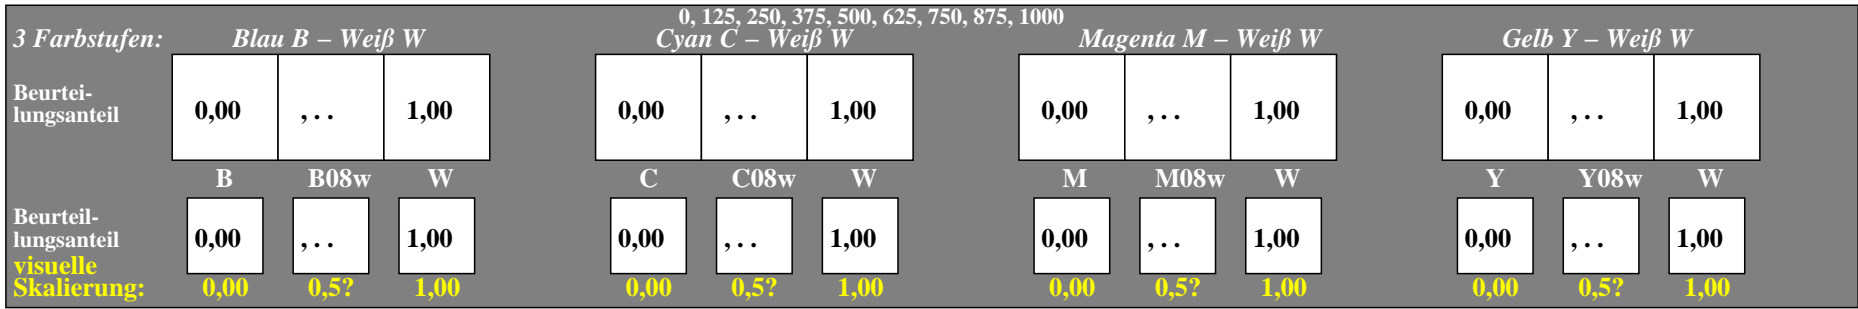 0, 125, 250, 375, 500, 625, 750, 875, 1000
3 Farbstufen: Blau B – Weiß W Cyan C – Weiß W Magenta M – Weiß W Gelb Y – Weiß W
Beurtei-
lungsanteil 0,00 , . . 1,00 0,00 , . . 1,00 0,00 , . . 1,00 0,00 , . . 1,00
B B08w W C C08w W M M08w W Y Y08w W
Beurteil-
lungsanteil 0,00 , . . 1,00 0,00 , . . 1,00 0,00 , . . 1,00 0,00 , . . 1,00
visuelle
Skalierung: 0,00 0,5? 1,00 0,00 0,5? 1,00 0,00 0,5? 1,00 0,00 0,5? 1,00